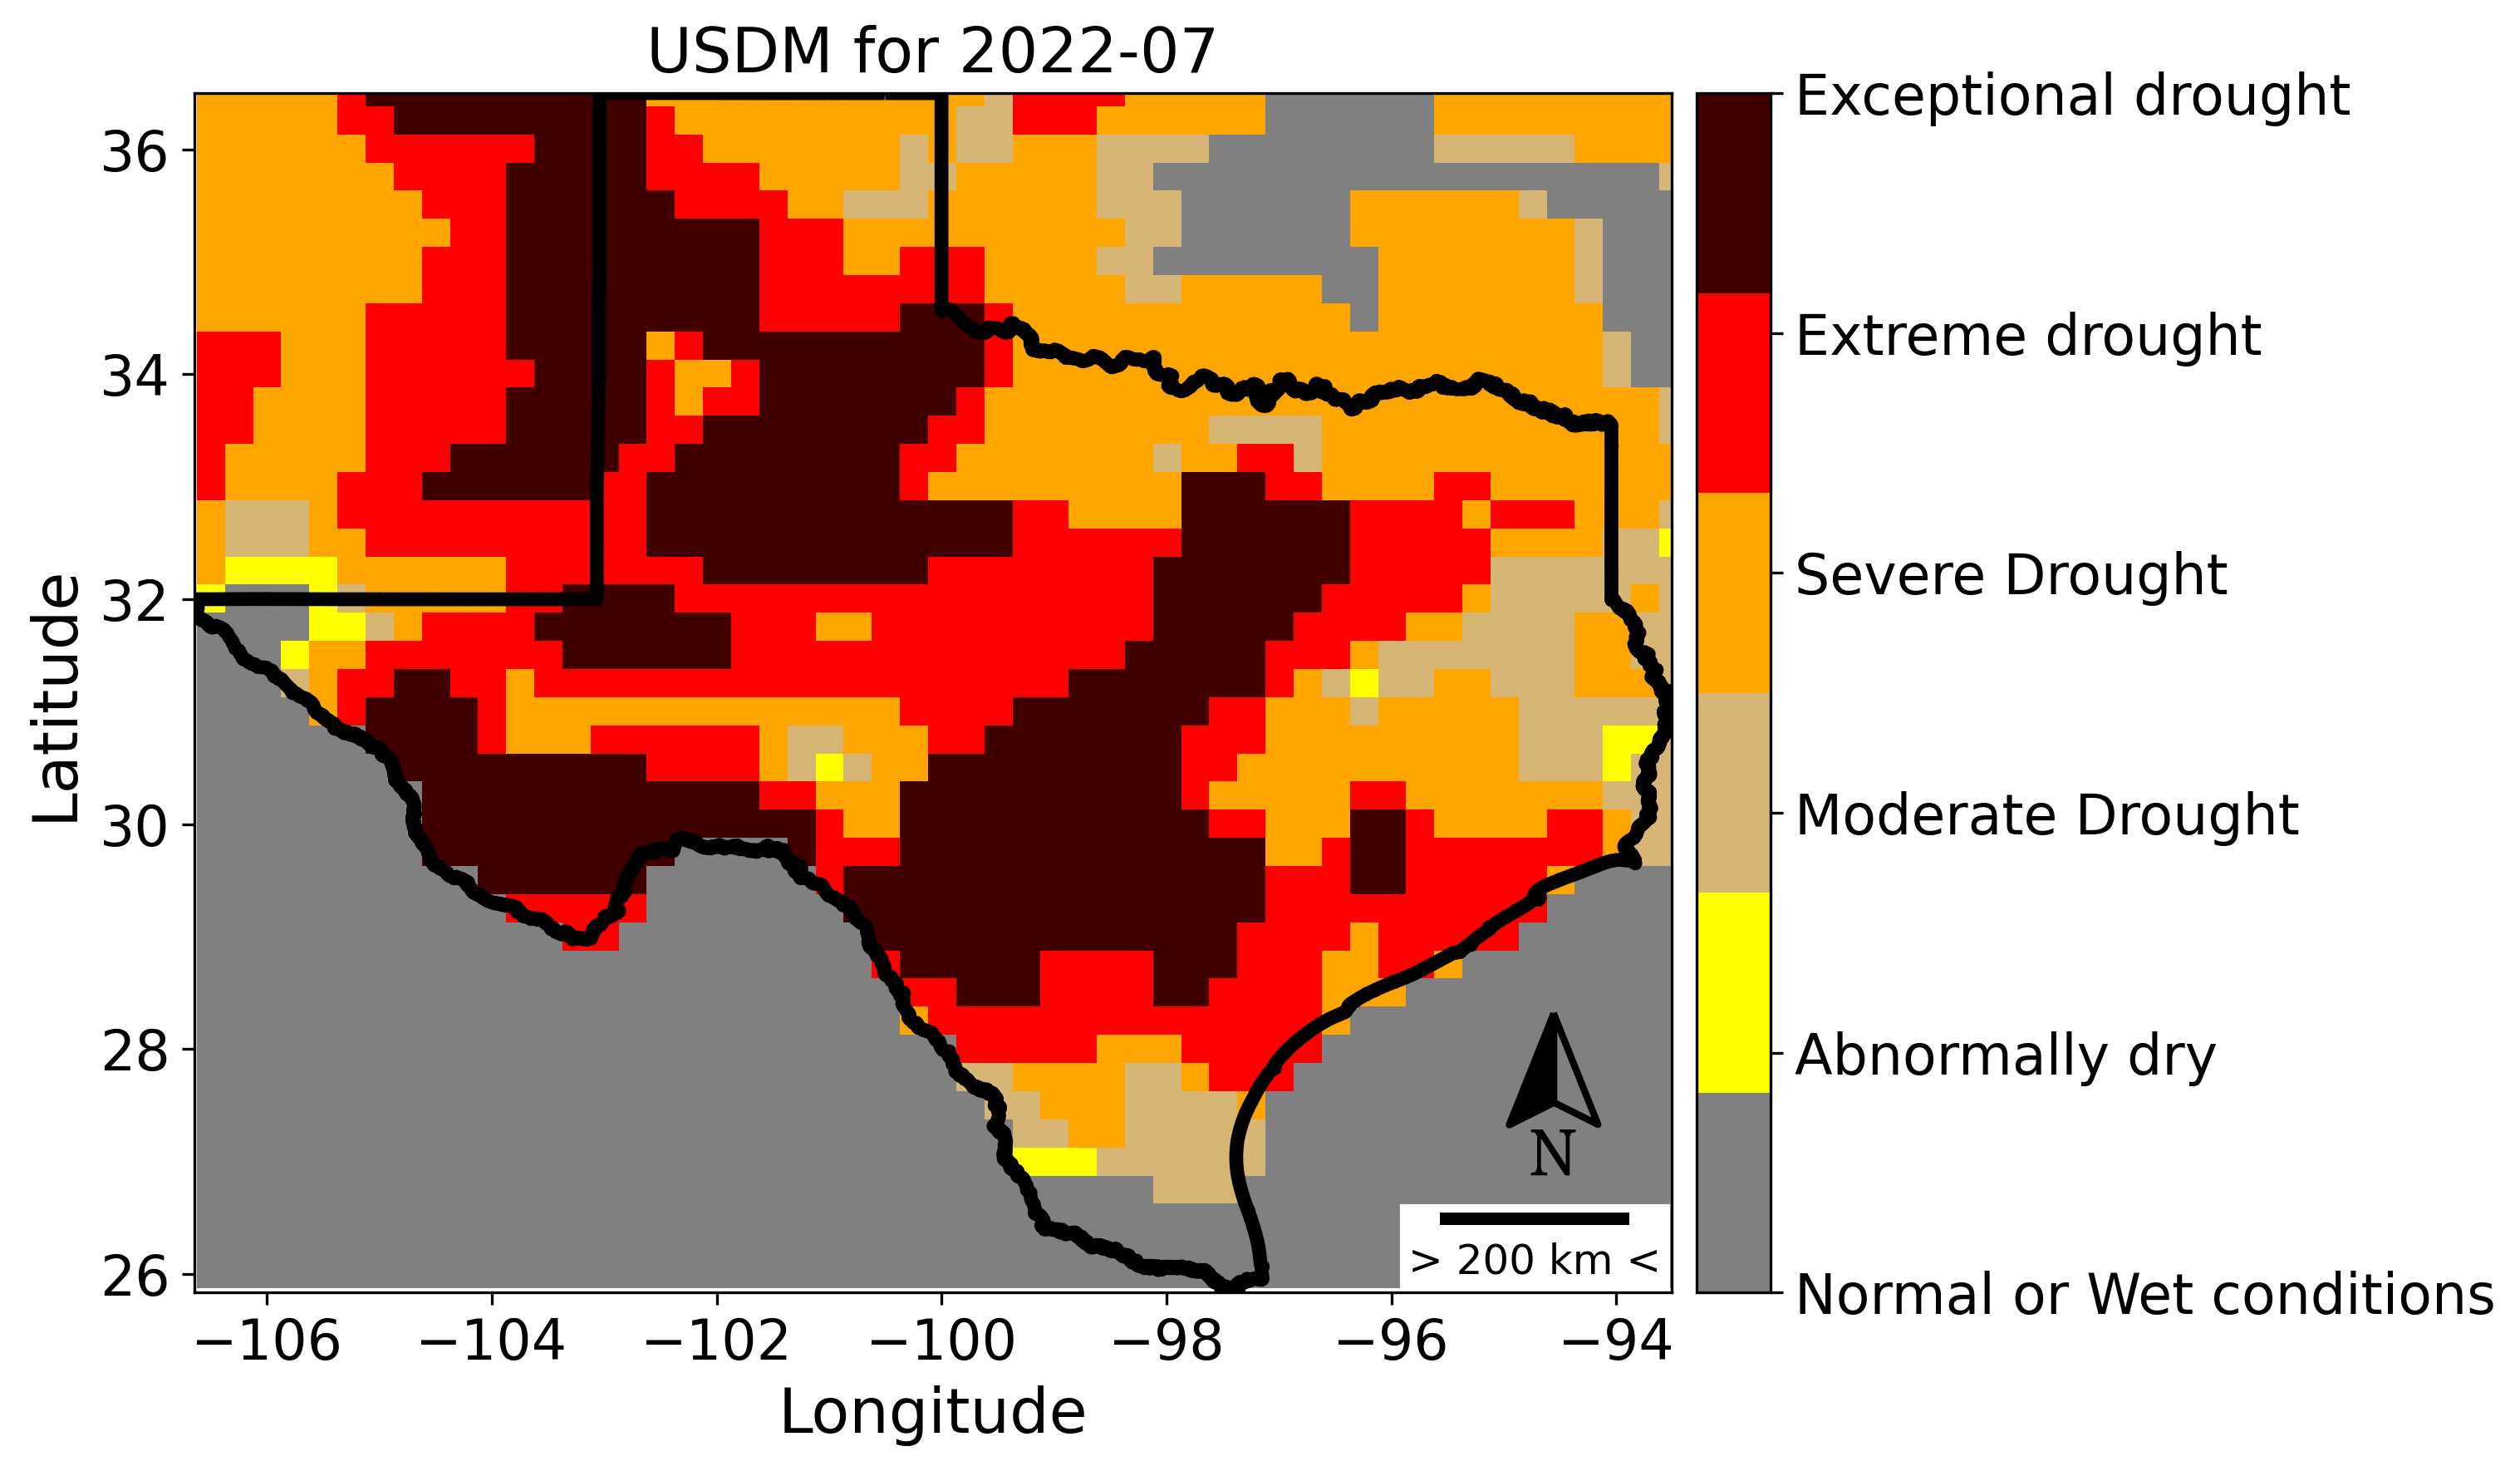 USDM for 2022-07
Latitude
36
34
32
30
28
26
−106
−104
−102
−100
−98
−96
−94
Longitude
N
> 200 km <
Exceptional drought
Extreme drought
Severe Drought
Moderate Drought
Abnormally dry
Normal or Wet conditions